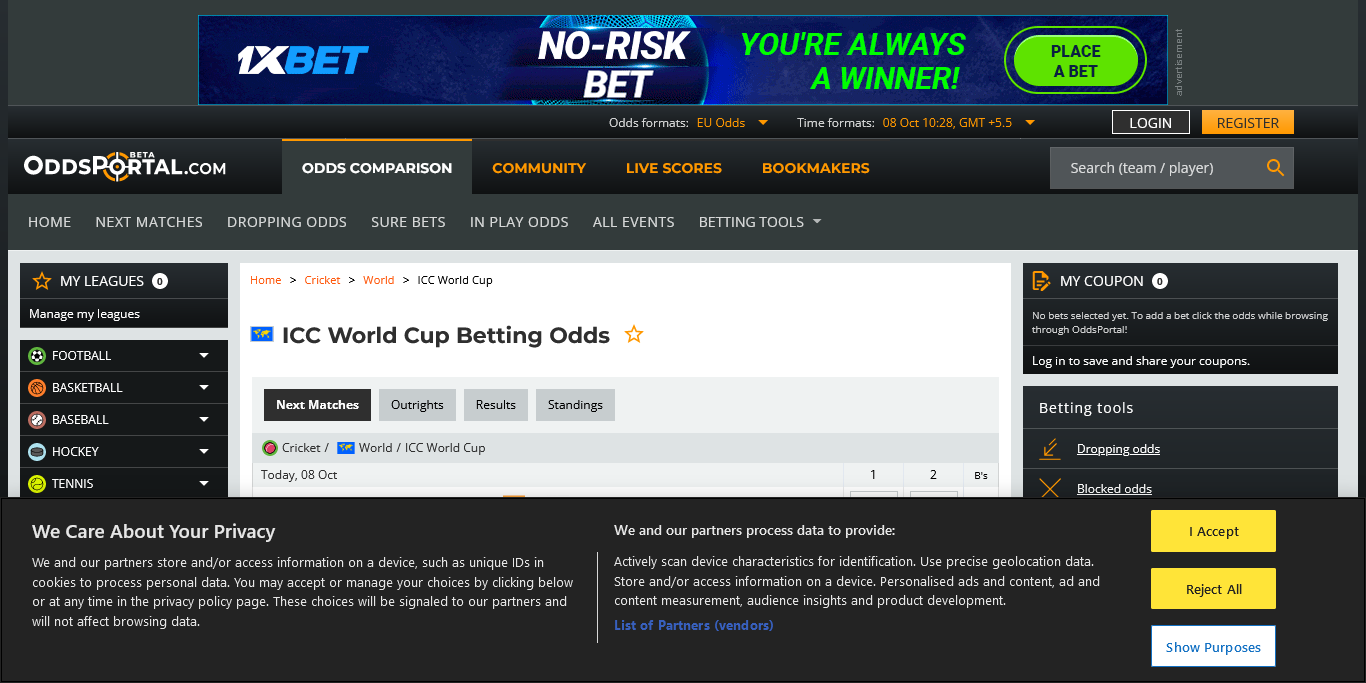 1XBET
NO-RISK
BET
YOU'RE ALWAYS
A WINNER!
PLACE
A BET
advertisement
Odds formats: EU Odds
Time formats: 08 Oct 10:28, GMT +5.5
LOGIN
REGISTER
BETA
ODDSPORTAL.COM
ODDS COMPARISON
COMMUNITY
LIVE SCORES
BOOKMAKERS
Search (team / player)
HOME
NEXT MATCHES
DROPPING ODDS
SURE BETS
IN PLAY ODDS
ALL EVENTS
BETTING TOOLS
MY LEAGUES 0
Manage my leagues
FOOTBALL
BASKETBALL
BASEBALL
HOCKEY
TENNIS
Home > Cricket > World > ICC World Cup
ICC World Cup Betting Odds
Next Matches
Outrights
Results
Standings
Cricket / World / ICC World Cup
Today, 08 Oct 1 2 B's
MY COUPON 0
No bets selected yet. To add a bet click the odds while browsing
through OddsPortal!
Log in to save and share your coupons.
Betting tools
Dropping odds
Blocked odds
We Care About Your Privacy
We and our partners store and/or access information on a device, such as unique IDs in
cookies to process personal data. You may accept or manage your choices by clicking below
or at any time in the privacy policy page. These choices will be signaled to our partners and
will not affect browsing data.
We and our partners process data to provide:
Actively scan device characteristics for identification. Use precise geolocation data.
Store and/or access information on a device. Personalised ads and content, ad and
content measurement, audience insights and product development.
List of Partners (vendors)
I Accept
Reject All
Show Purposes